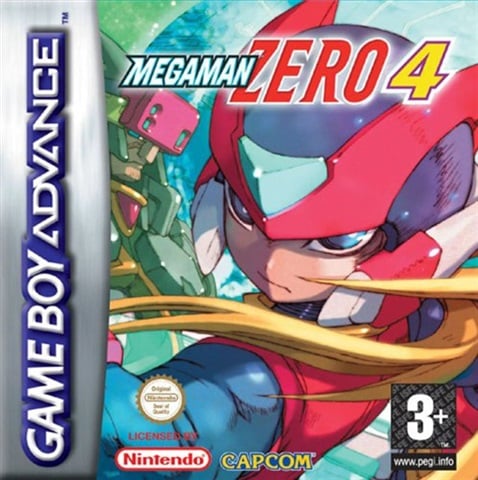 GAME BOY ADVANCE
MEGAMAN ZERO 4
Original
Nintendo
Seal of Quality
LICENSED BY
Nintendo
CAPCOM
3+
TM
www.pegi.info